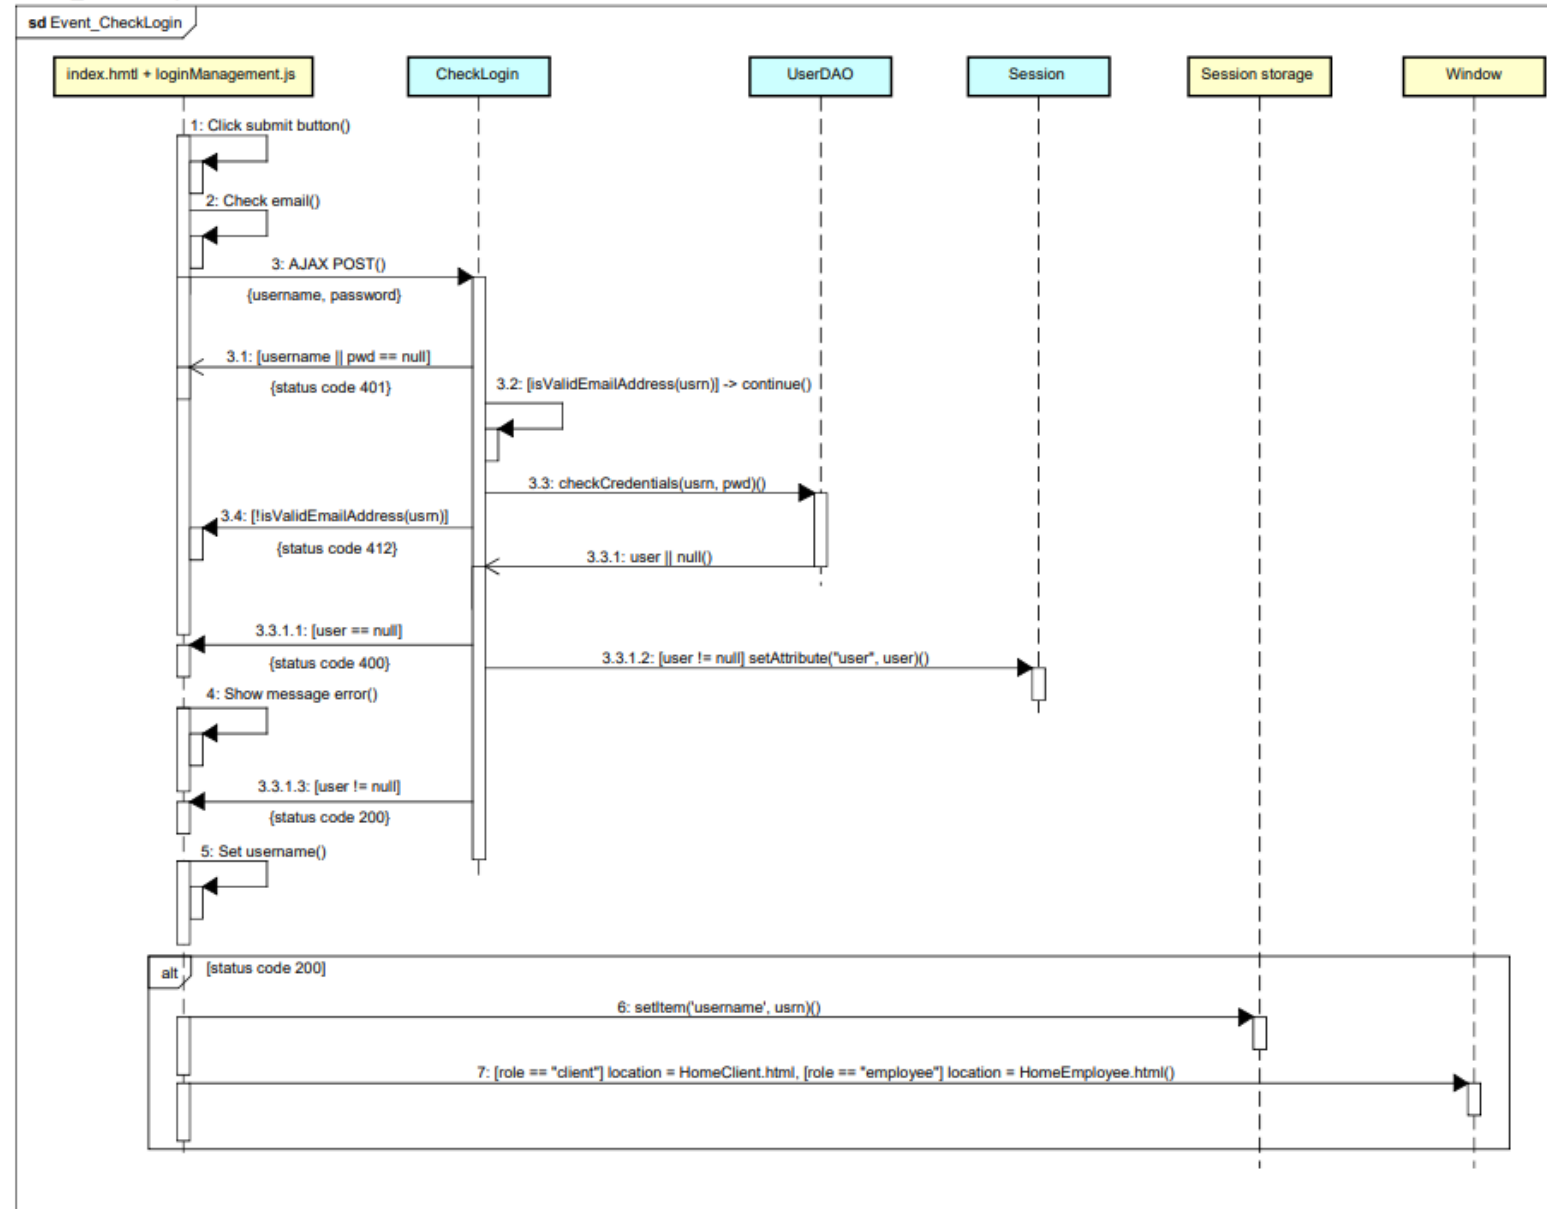 sd Event_CheckLogin
index.hmtl + loginManagement.js
CheckLogin
UserDAO
Session
Session storage
Window
1: Click submit button()
2: Check email()
3: AJAX POST()
{username, password}
3.1: [username || pwd == null]
{status code 401}
3.2: [isValidEmailAddress(usrn)] -> continue()
3.3: checkCredentials(usrn, pwd)()
3.4: [!isValidEmailAddress(usrn)]
{status code 412}
3.3.1: user || null()
3.3.1.1: [user == null]
{status code 400}
3.3.1.2: [user != null] setAttribute("user", user)()
4: Show message error()
3.3.1.3: [user != null]
{status code 200}
5: Set username()
alt
[status code 200]
6: setItem('username', usrn)()
7: [role == "client"] location = HomeClient.html, [role == "employee"] location = HomeEmployee.html()